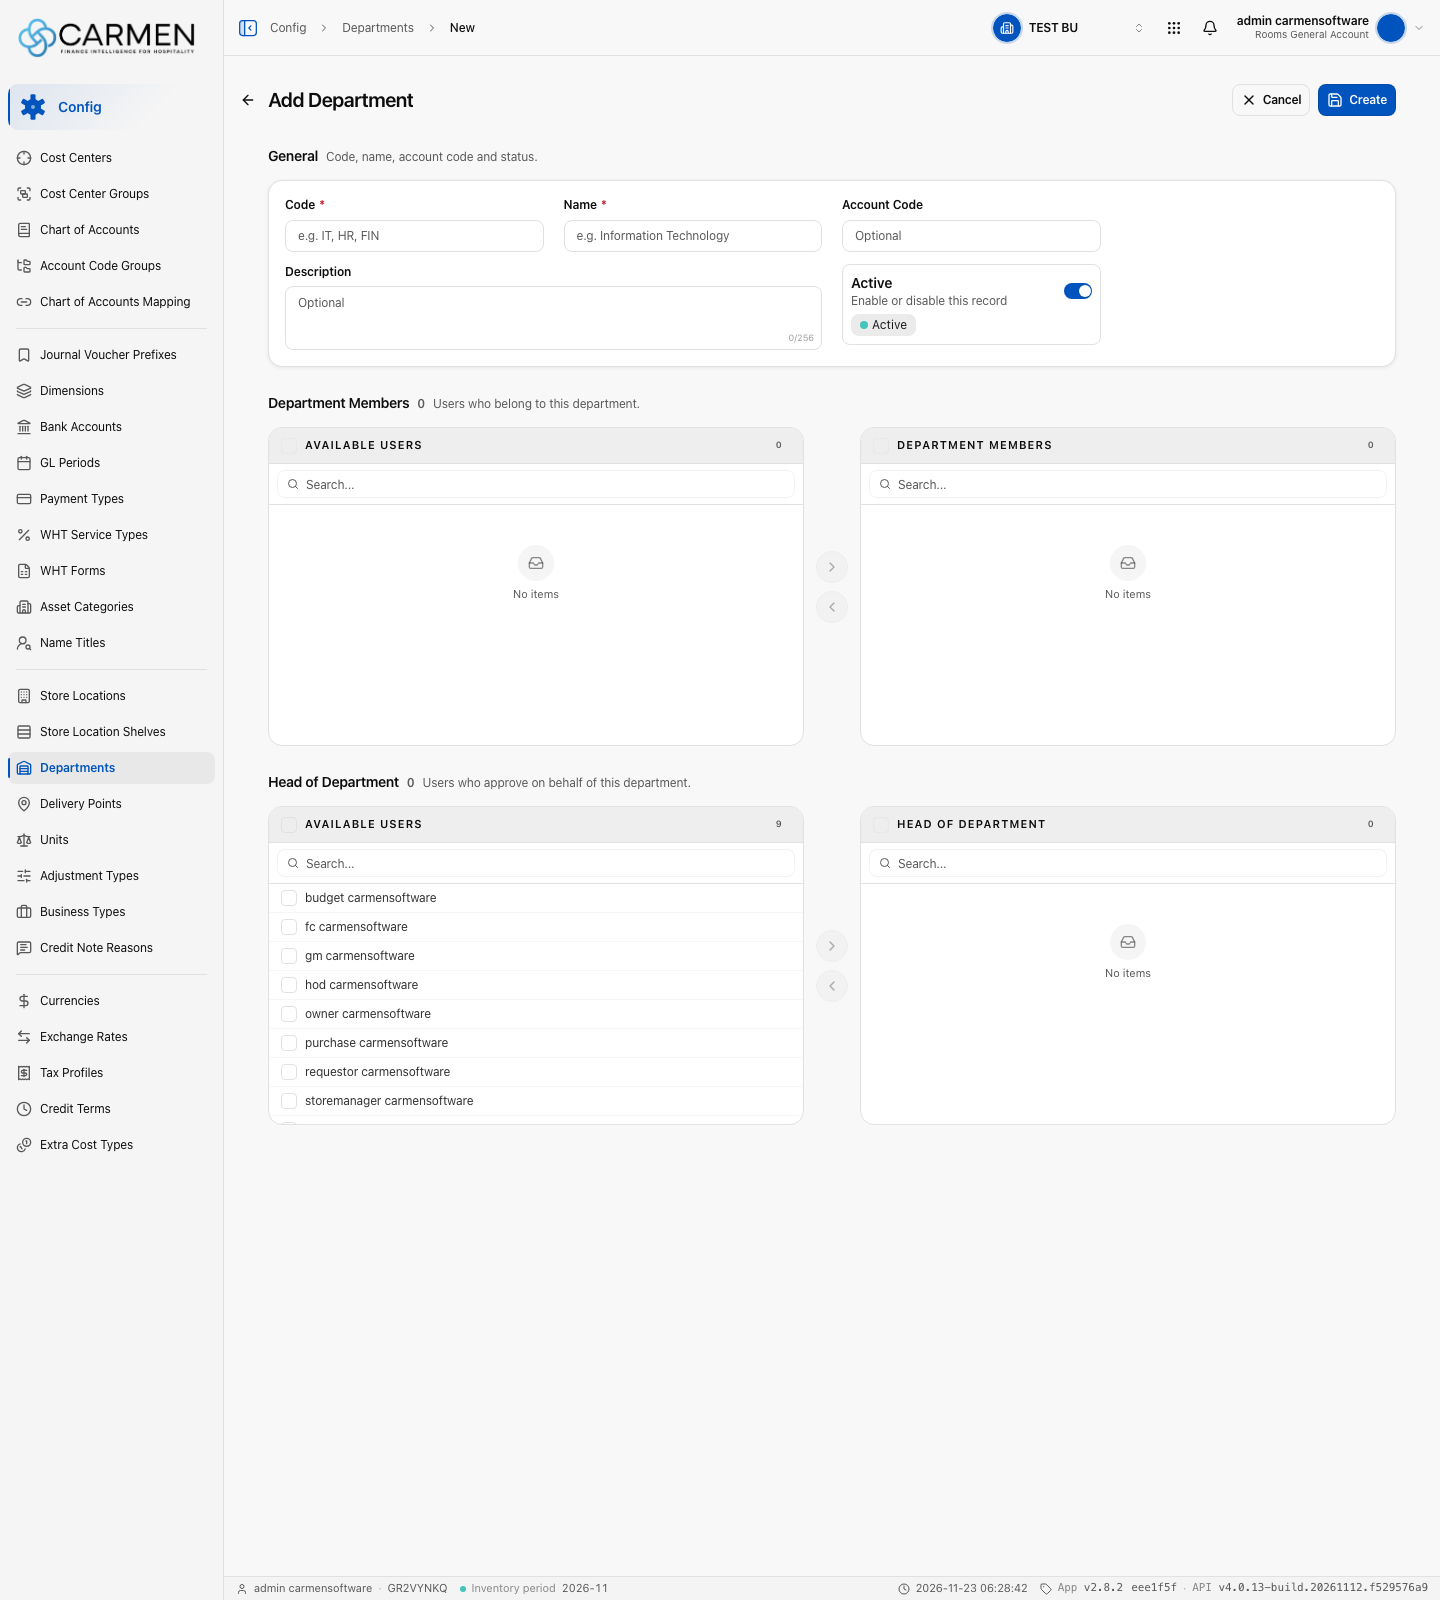 CARMEN
FINANCE INTELLIGENCE FOR HOSPITALITY
Config
Cost Centers
Cost Center Groups
Chart of Accounts
Account Code Groups
Chart of Accounts Mapping
Journal Voucher Prefixes
Dimensions
Bank Accounts
GL Periods
Payment Types
WHT Service Types
WHT Forms
Asset Categories
Name Titles
Store Locations
Store Location Shelves
Departments
Delivery Points
Units
Adjustment Types
Business Types
Credit Note Reasons
Currencies
Exchange Rates
Tax Profiles
Credit Terms
Extra Cost Types
Config Departments New
TEST BU
admin carmensoftware
Rooms General Account
Add Department
Cancel
Create
General Code, name, account code and status.
Code * Name * Account Code
e.g. IT, HR, FIN e.g. Information Technology Optional
Description
Optional
0/256
Active
Enable or disable this record
Active
Department Members 0 Users who belong to this department.
AVAILABLE USERS 0
Search...
No items
DEPARTMENT MEMBERS 0
Search...
No items
Head of Department 0 Users who approve on behalf of this department.
AVAILABLE USERS 9
Search...
budget carmensoftware
fc carmensoftware
gm carmensoftware
hod carmensoftware
owner carmensoftware
purchase carmensoftware
requestor carmensoftware
storemanager carmensoftware
HEAD OF DEPARTMENT 0
Search...
No items
admin carmensoftware · GR2VYNKQ Inventory period 2026-11
2026-11-23 06:28:42 App v2.8.2 eee1f5f · API v4.0.13-build.20261112.f529576a9